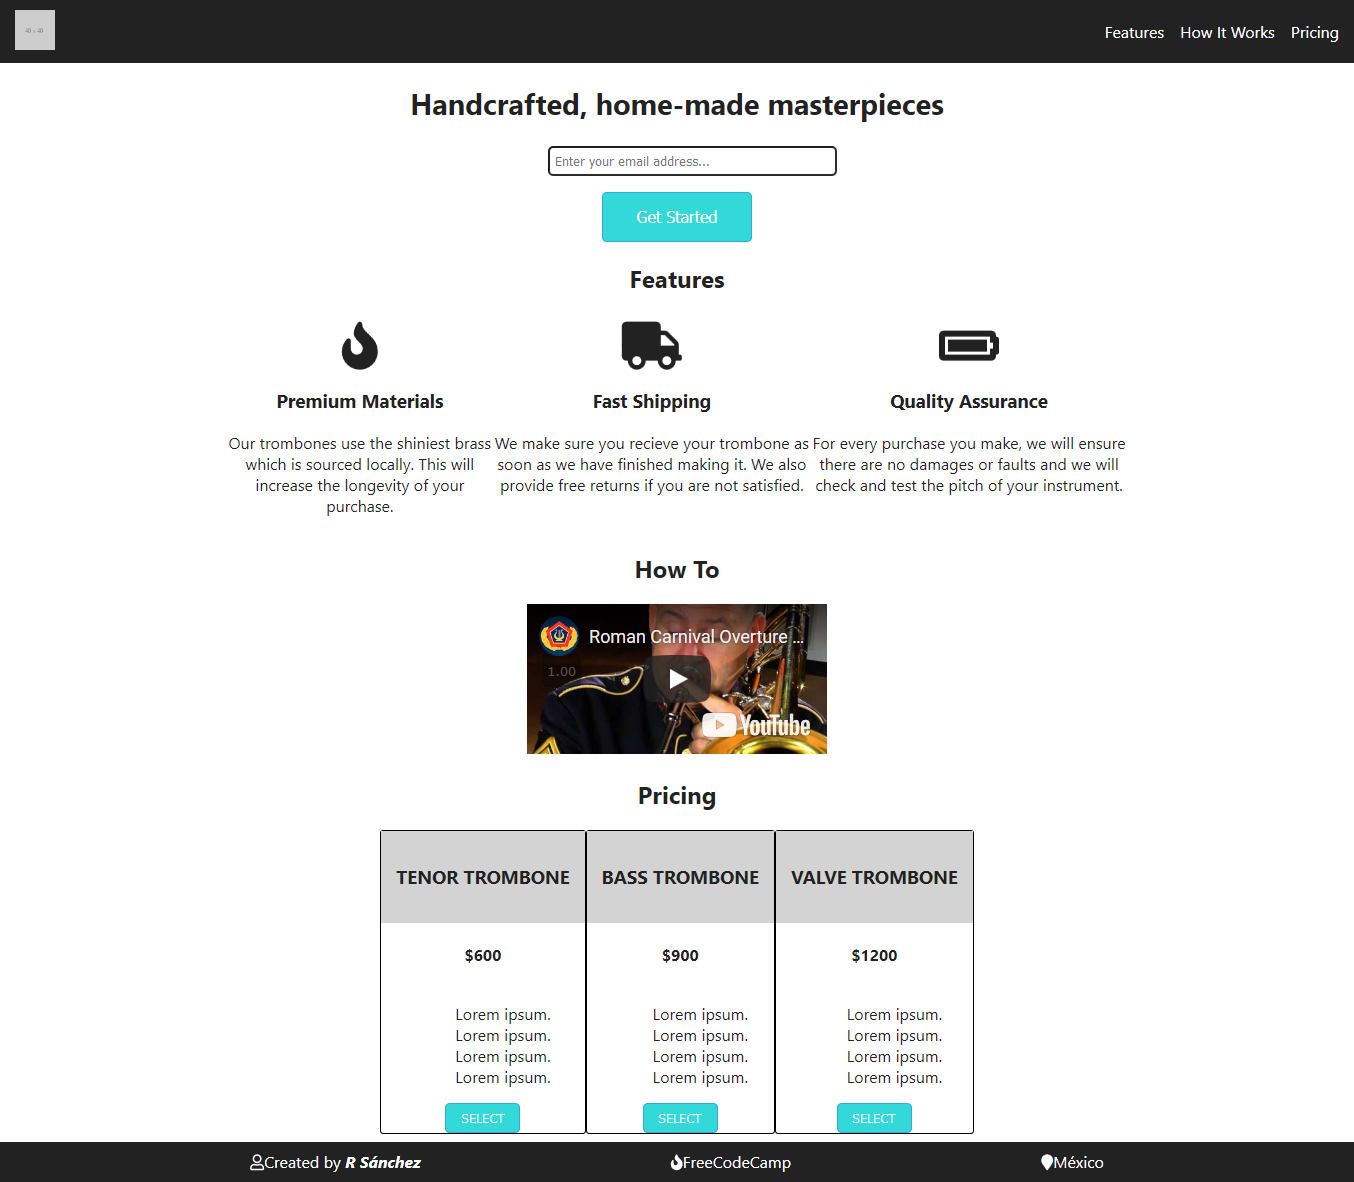 40 x 40
Features How It Works Pricing
Handcrafted, home-made masterpieces
Enter your email address...
Get Started
Features
Premium Materials
Our trombones use the shiniest brass
which is sourced locally. This will
increase the longevity of your
purchase.
Fast Shipping
We make sure you recieve your trombone as
soon as we have finished making it. We also
provide free returns if you are not satisfied.
Quality Assurance
For every purchase you make, we will ensure
there are no damages or faults and we will
check and test the pitch of your instrument.
How To
Roman Carnival Overture ...
1.00
YouTube
Pricing
TENOR TROMBONE
$600
Lorem ipsum.
Lorem ipsum.
Lorem ipsum.
Lorem ipsum.
SELECT
BASS TROMBONE
$900
Lorem ipsum.
Lorem ipsum.
Lorem ipsum.
Lorem ipsum.
SELECT
VALVE TROMBONE
$1200
Lorem ipsum.
Lorem ipsum.
Lorem ipsum.
Lorem ipsum.
SELECT
Created by R Sánchez FreeCodeCamp México